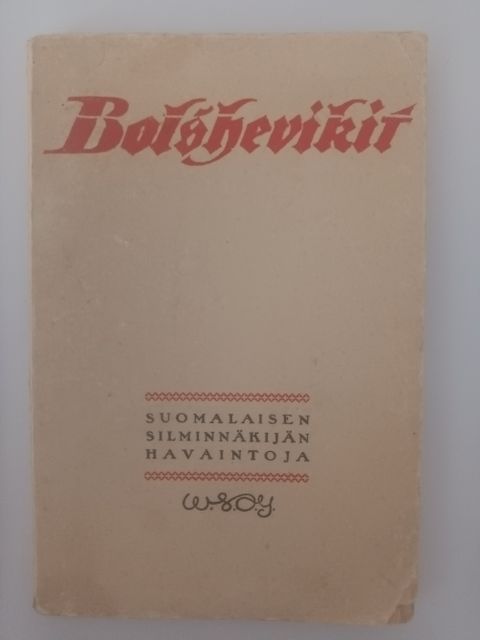 Bolshevikit
SUOMALAISEN
SILMINNÄKIJÄN
HAVAINTOJA
W.S.O.Y.